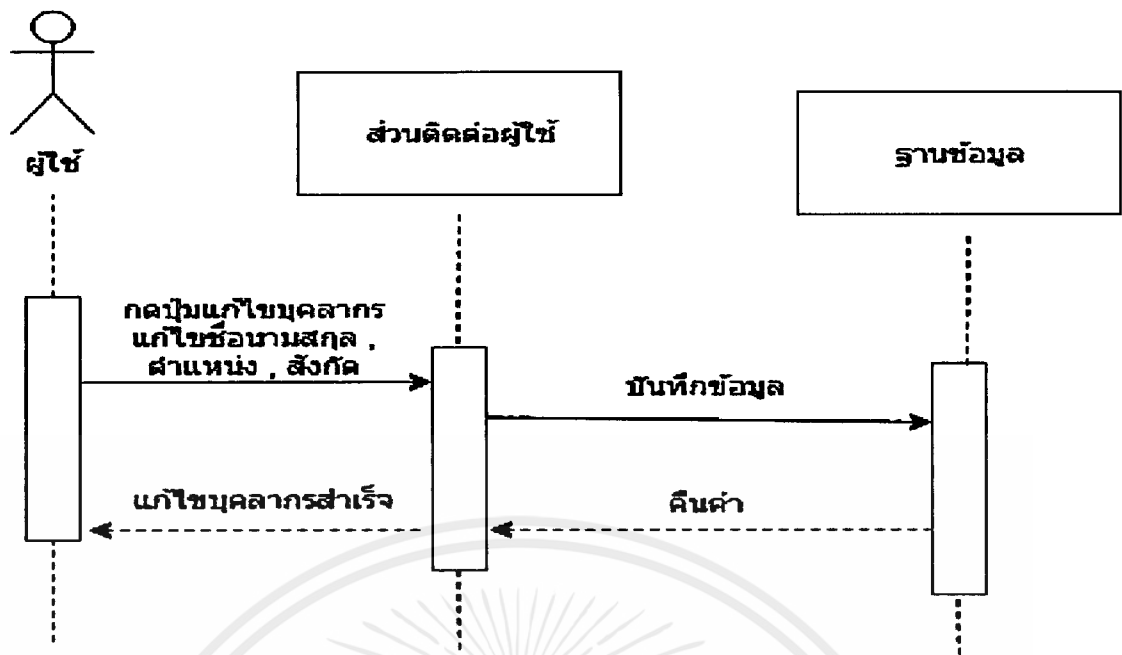 ผู้ใช้
ส่วนติดต่อผู้ใช้
ฐานข้อมูล
กดปุ่มแก้ไขบุคลากร
แก้ไขชื่อนามสกุล ,
ตำแหน่ง , สังกัด
บันทึกข้อมูล
แก้ไขบุคลากรสำเร็จ
คืนค่า